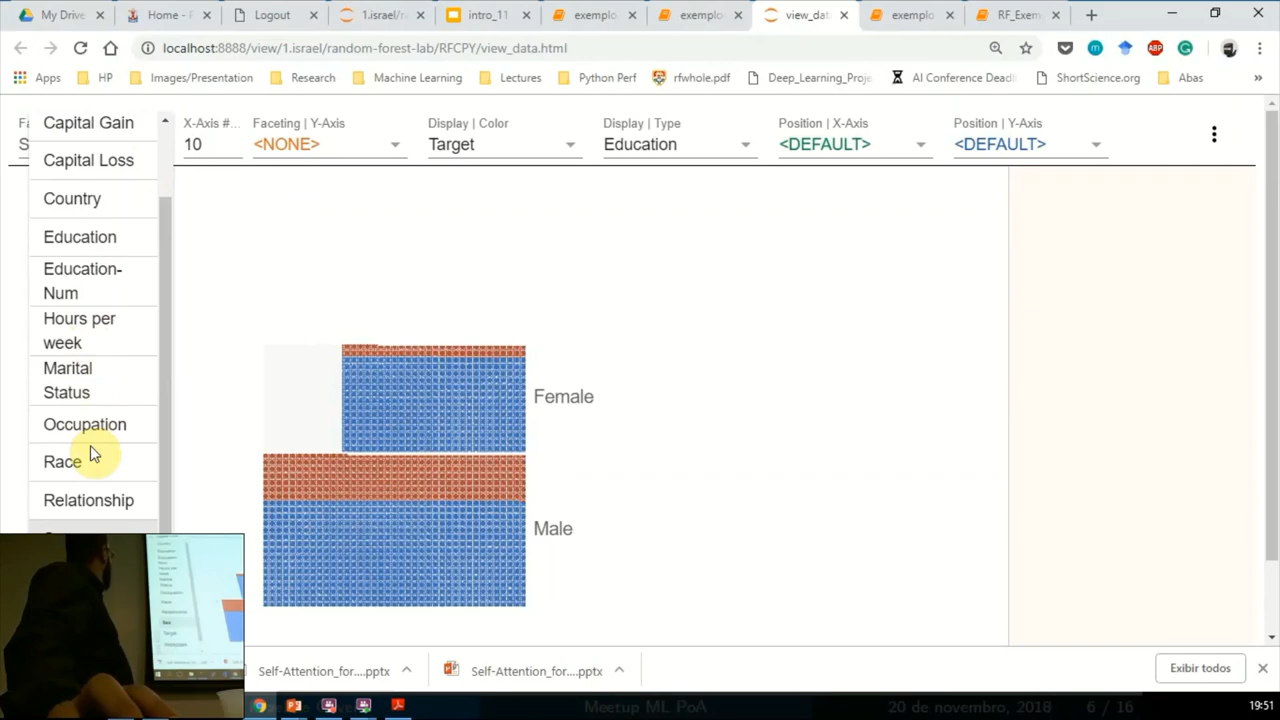 My Drive
Home - P
Logout
1.israel/ra
intro_11
exemplo
exemplo
view_dat
exemplo
RF_Exem
localhost:8888/view/1.israel/random-forest-lab/RFCPY/view_data.html
Apps
HP
Images/Presentation
Research
Machine Learning
Lectures
Python Perf
rfwhole.pdf
Deep_Learning_Proje
AI Conference Deadl
ShortScience.org
Abas
»
Fa
X-Axis #...
Faceting | Y-Axis
Display | Color
Display | Type
Position | X-Axis
Position | Y-Axis
S
10
<NONE>
Target
Education
<DEFAULT>
<DEFAULT>
Capital Gain
Capital Loss
Country
Education
Education-
Num
Hours per
week
Marital
Status
Occupation
Race
Relationship
Female
Male
Self-Attention_for....pptx
Self-Attention_for....pptx
Exibir todos
Meetup ML PoA
20 de novembro, 2018
6 / 16
19:51